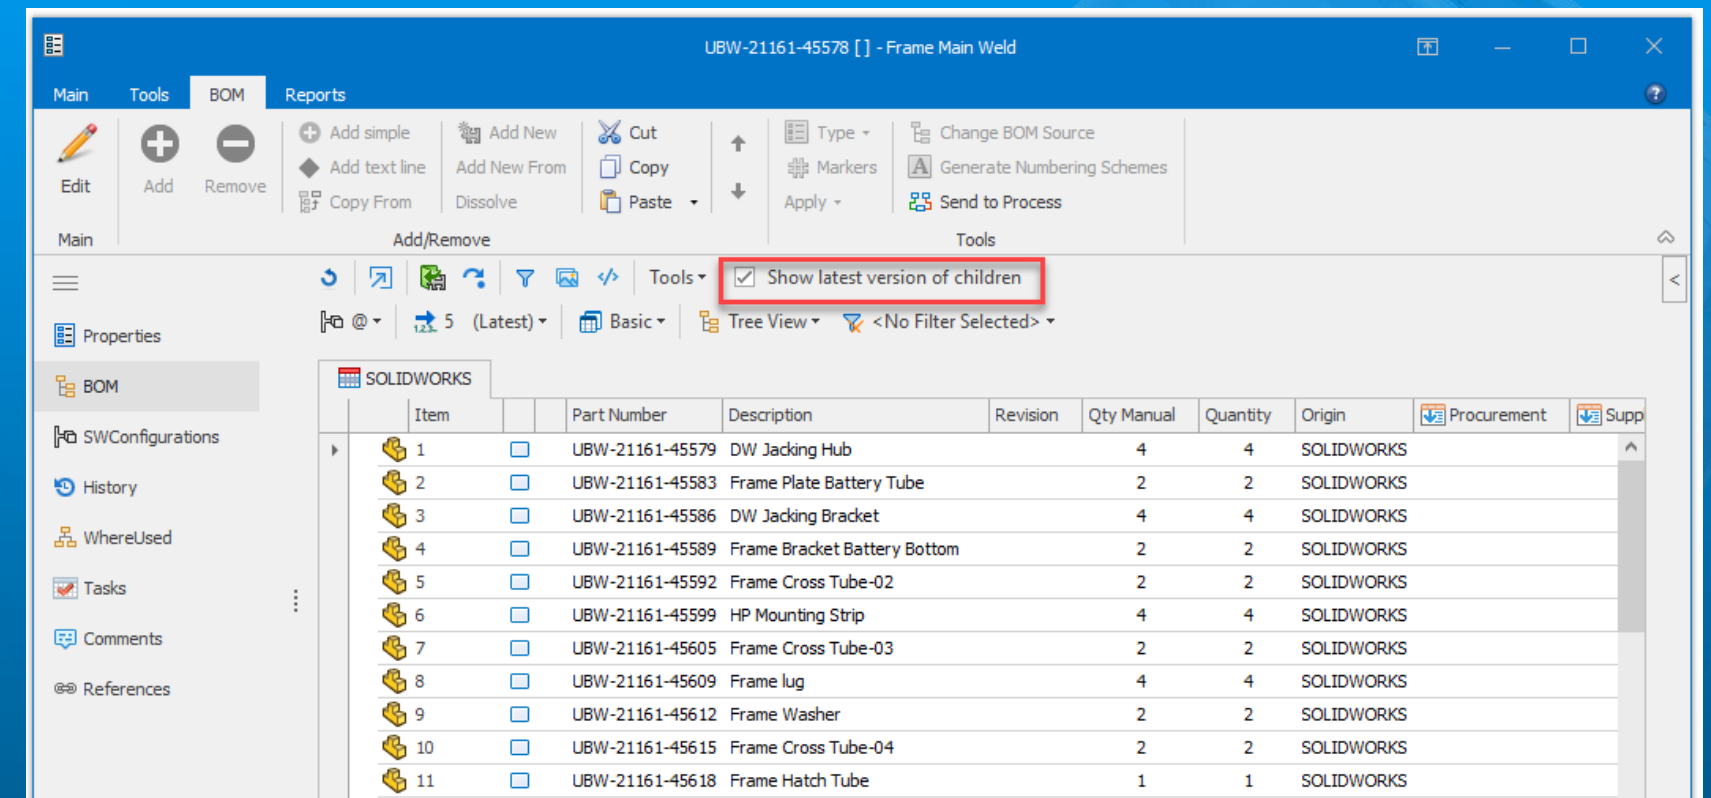 UBW-21161-45578 [ ] - Frame Main Weld
Main Tools BOM Reports
Edit Add Remove
Add simple
Add text line
Copy From
Add New
Add New From
Dissolve
Cut
Copy
Paste
Type
Markers
Apply
Change BOM Source
Generate Numbering Schemes
Send to Process
Main Add/Remove Tools
Tools Show latest version of children
@ 5 (Latest) Basic Tree View <No Filter Selected>
Properties
BOM
SWConfigurations
History
WhereUsed
Tasks
Comments
References
SOLIDWORKS
Item Part Number Description Revision Qty Manual Quantity Origin Procurement Supp
1 UBW-21161-45579 DW Jacking Hub 4 4 SOLIDWORKS
2 UBW-21161-45583 Frame Plate Battery Tube 2 2 SOLIDWORKS
3 UBW-21161-45586 DW Jacking Bracket 4 4 SOLIDWORKS
4 UBW-21161-45589 Frame Bracket Battery Bottom 2 2 SOLIDWORKS
5 UBW-21161-45592 Frame Cross Tube-02 2 2 SOLIDWORKS
6 UBW-21161-45599 HP Mounting Strip 4 4 SOLIDWORKS
7 UBW-21161-45605 Frame Cross Tube-03 2 2 SOLIDWORKS
8 UBW-21161-45609 Frame lug 4 4 SOLIDWORKS
9 UBW-21161-45612 Frame Washer 2 2 SOLIDWORKS
10 UBW-21161-45615 Frame Cross Tube-04 2 2 SOLIDWORKS
11 UBW-21161-45618 Frame Hatch Tube 1 1 SOLIDWORKS